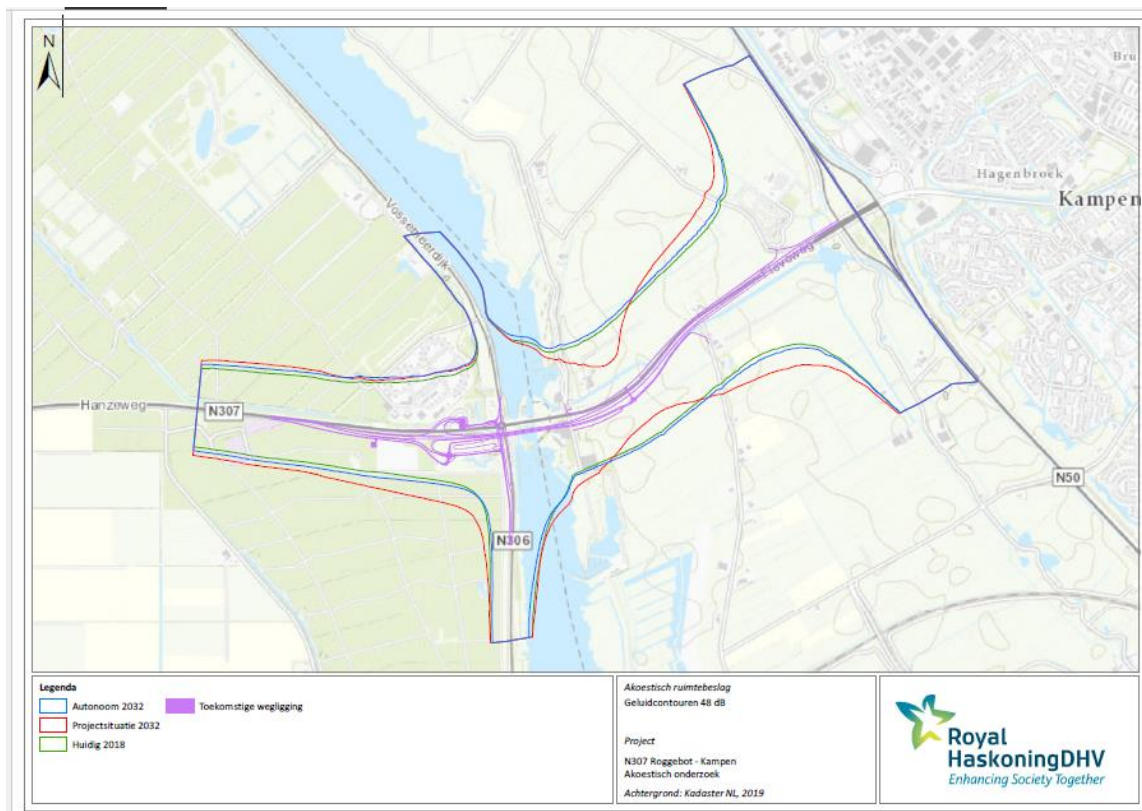 N
Bru
Hagenbroek
Kampen
Vossemeerdijk
Flevoweg
Hanzeweg
N307
N50
N306
Legenda
Autonoom 2032
Toekomstige wegligging
Projectsituatie 2032
Huidig 2018
Akoestisch ruimtebeslag
Geluidcontouren 48 dB
Project
N307 Roggebot - Kampen
Akoestisch onderzoek
Achtergrond: Kadaster NL, 2019
Royal
HaskoningDHV
Enhancing Society Together